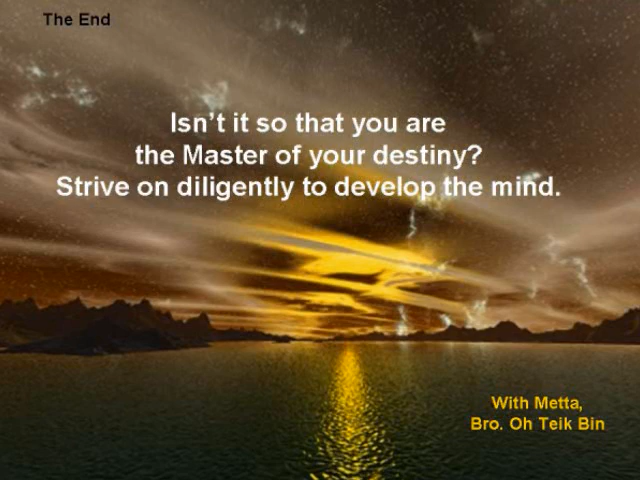 The End
Isn't it so that you are
the Master of your destiny?
Strive on diligently to develop the mind.
With Metta,
Bro. Oh Teik Bin